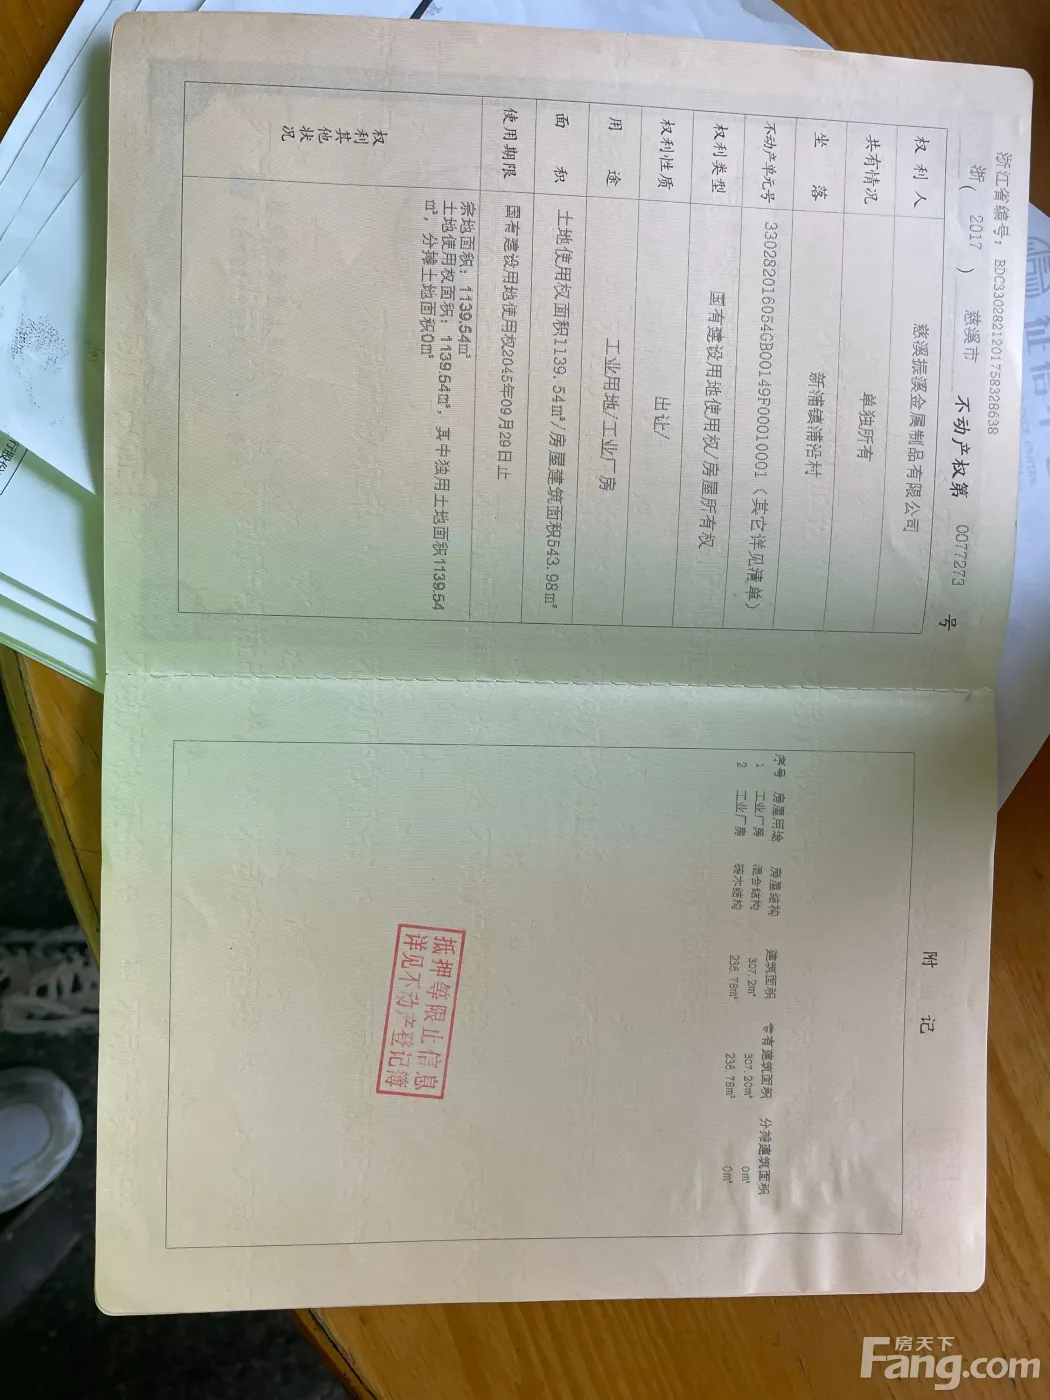 浙江省编号：BDC3302821201758328638
浙（ 2017 ） 慈溪市 不动产权第 0077273 号
权利人 慈溪振溪金属制品有限公司
共有情况 单独所有
坐落 新浦镇浦沿村
不动产单元号 330282016054GB00149F00010001（其它详见清单）
权利类型 国有建设用地使用权/房屋所有权
权利性质 出让/
用途 工业用地/工业厂房
面积 土地使用权面积1139.54㎡/房屋建筑面积543.98㎡
使用期限 国有建设用地使用权2045年09月29日止
权利其他状况
宗地面积：1139.54㎡
土地使用权面积：1139.54㎡，其中独用土地面积1139.54
㎡，分摊土地面积0㎡
附 记
序号 房屋用途 房屋结构 建筑面积 专有建筑面积 分摊建筑面积
1 工业厂房 混合结构 307.2㎡ 307.20㎡ 0㎡
2 工业厂房 砖木结构 236.78㎡ 236.78㎡ 0㎡
抵押等限止信息
详见不动产登记簿
房天下
Fang.com